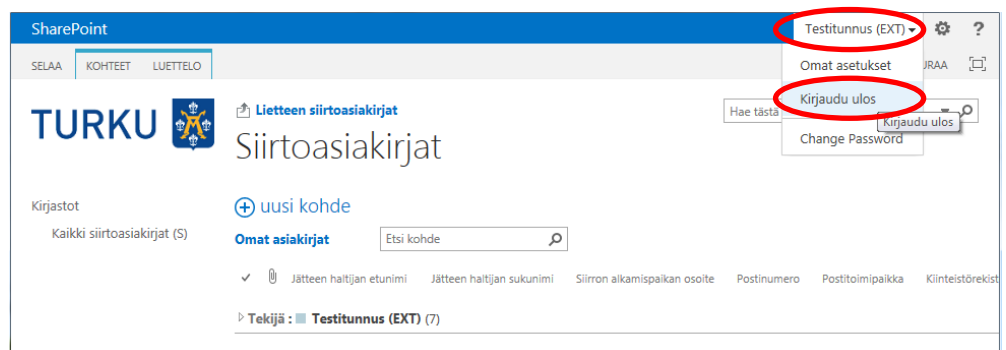 SharePoint
Testitunnus (EXT)
?
SELAA KOHTEET LUETTELO
Omat asetukset
URAA
TURKU
Lietteen siirtoasiakirjat
Siirtoasiakirjat
Hae tästä
Kirjaudu ulos
Kirjaudu ulos
Change Password
Kirjastot
Kaikki siirtoasiakirjat (S)
uusi kohde
Omat asiakirjat
Etsi kohde
Jätteen haltijan etunimi Jätteen haltijan sukunimi Siirron alkamispaikan osoite Postinumero Postitoimipaikka Kiinteistörekist
Tekijä : Testitunnus (EXT) (7)